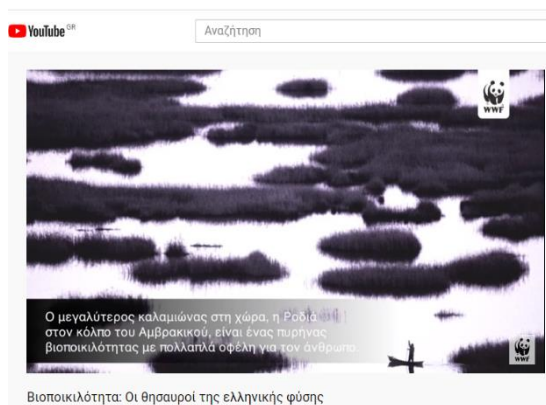 YouTube GR
Αναζήτηση
WWF
Ο μεγαλύτερος καλαμιώνας στη χώρα, η Ροδιά
στον κόλπο του Αμβρακικού, είναι ένας πυρήνας
βιοποικιλότητας με πολλαπλά οφέλη για τον άνθρωπο.
WWF
Βιοποικιλότητα: Οι θησαυροί της ελληνικής φύσης